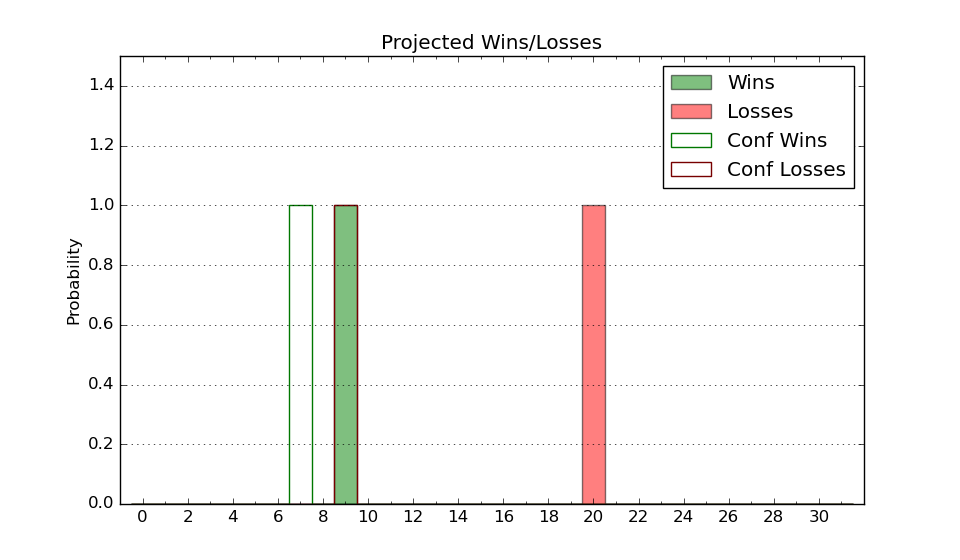 Projected Wins/Losses
1.4
1.2
1.0
0.8
0.6
0.4
0.2
0.0
Probability
Wins
Losses
Conf Wins
Conf Losses
0 2 4 6 8 10 12 14 16 18 20 22 24 26 28 30